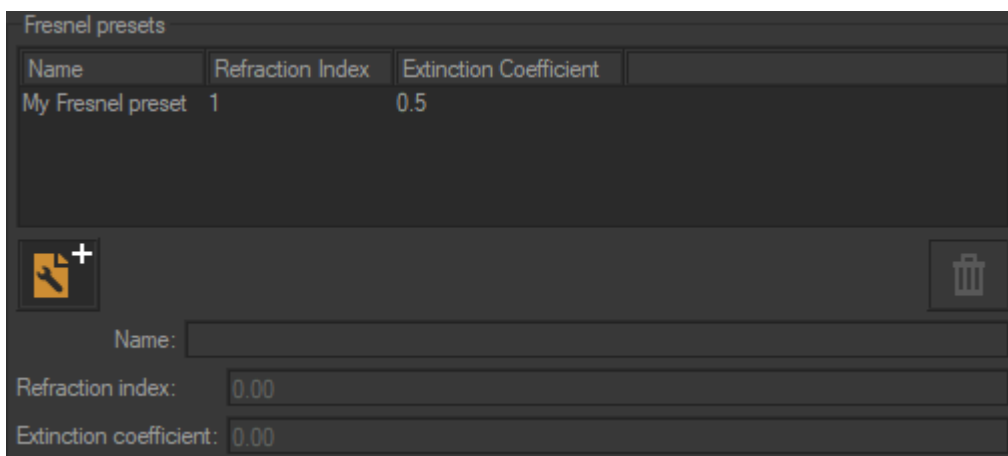 Fresnel presets
Name Refraction Index Extinction Coefficient
My Fresnel preset 1 0.5
Name:
Refraction index: 0.00
Extinction coefficient: 0.00